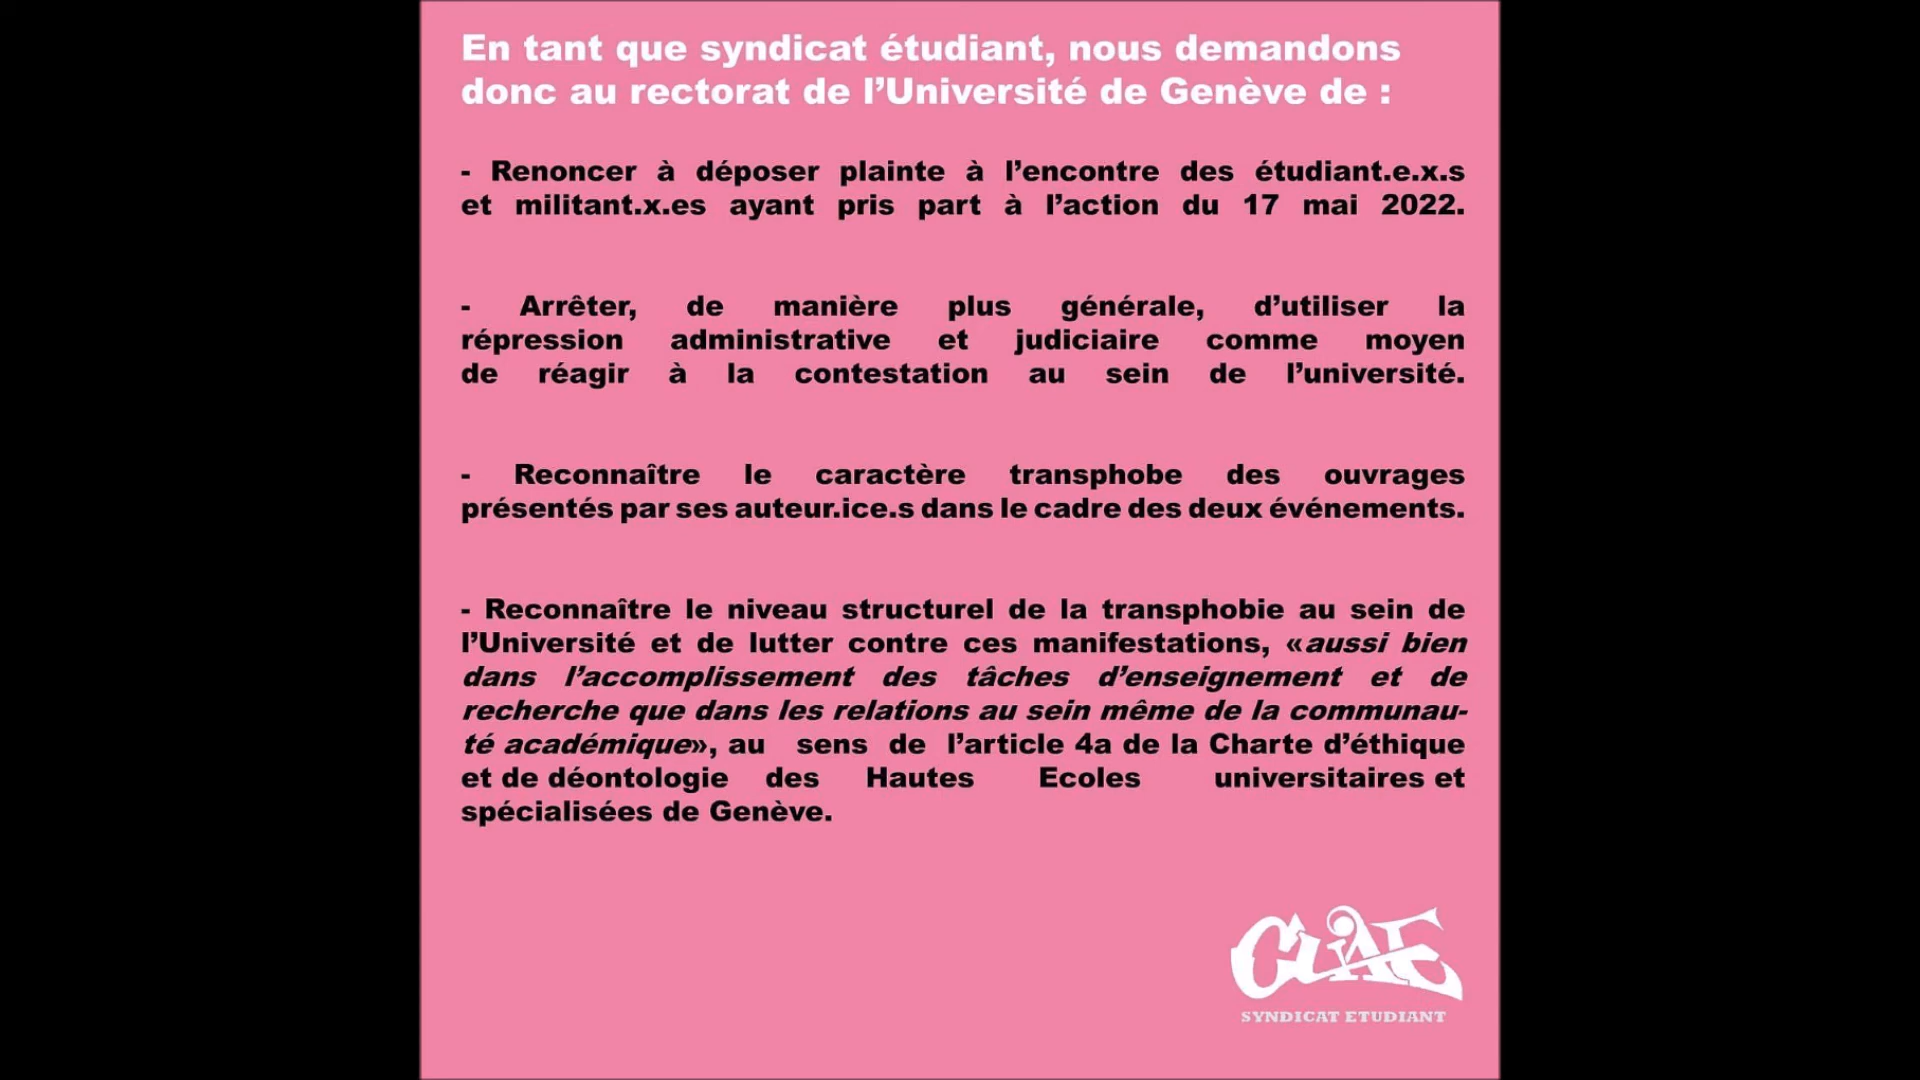 En tant que syndicat étudiant, nous demandons
donc au rectorat de l’Université de Genève de :
- Renoncer à déposer plainte à l’encontre des étudiant.e.x.s
et militant.x.es ayant pris part à l’action du 17 mai 2022.
- Arrêter, de manière plus générale, d’utiliser la
répression administrative et judiciaire comme moyen
de réagir à la contestation au sein de l’université.
- Reconnaître le caractère transphobe des ouvrages
présentés par ses auteur.ice.s dans le cadre des deux événements.
- Reconnaître le niveau structurel de la transphobie au sein de
l’Université et de lutter contre ces manifestations, «aussi bien
dans l’accomplissement des tâches d’enseignement et de
recherche que dans les relations au sein même de la communau-
té académique», au sens de l’article 4a de la Charte d’éthique
et de déontologie des Hautes Ecoles universitaires et
spécialisées de Genève.
CUAE
SYNDICAT ETUDIANT